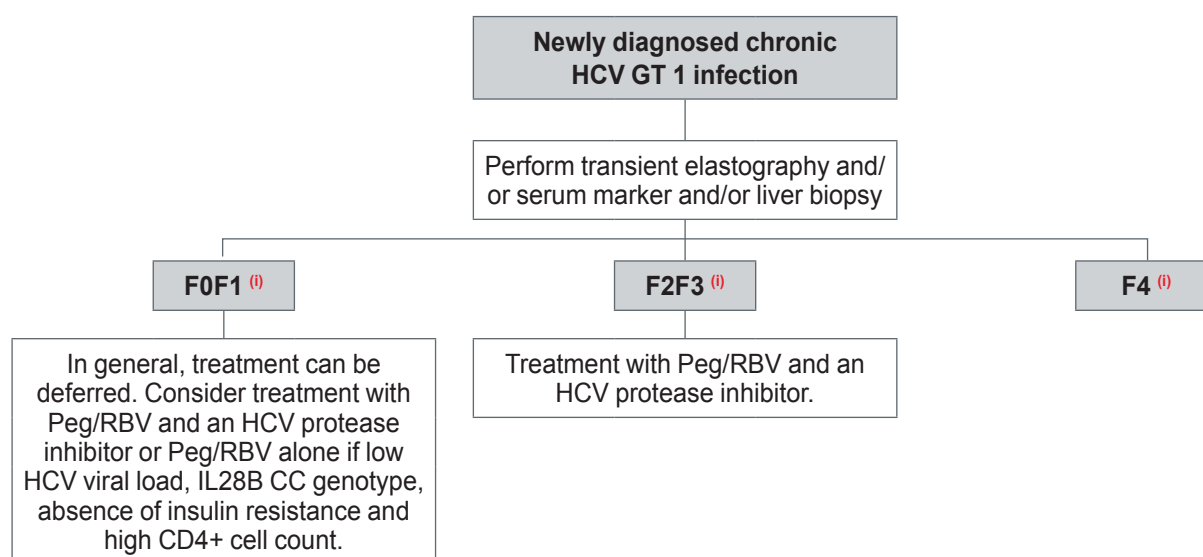 Newly diagnosed chronic
HCV GT 1 infection
Perform transient elastography and/
or serum marker and/or liver biopsy
F0F1 (i)
F2F3 (i)
F4 (i)
In general, treatment can be
deferred. Consider treatment with
Peg/RBV and an HCV protease
inhibitor or Peg/RBV alone if low
HCV viral load, IL28B CC genotype,
absence of insulin resistance and
high CD4+ cell count.
Treatment with Peg/RBV and an
HCV protease inhibitor.